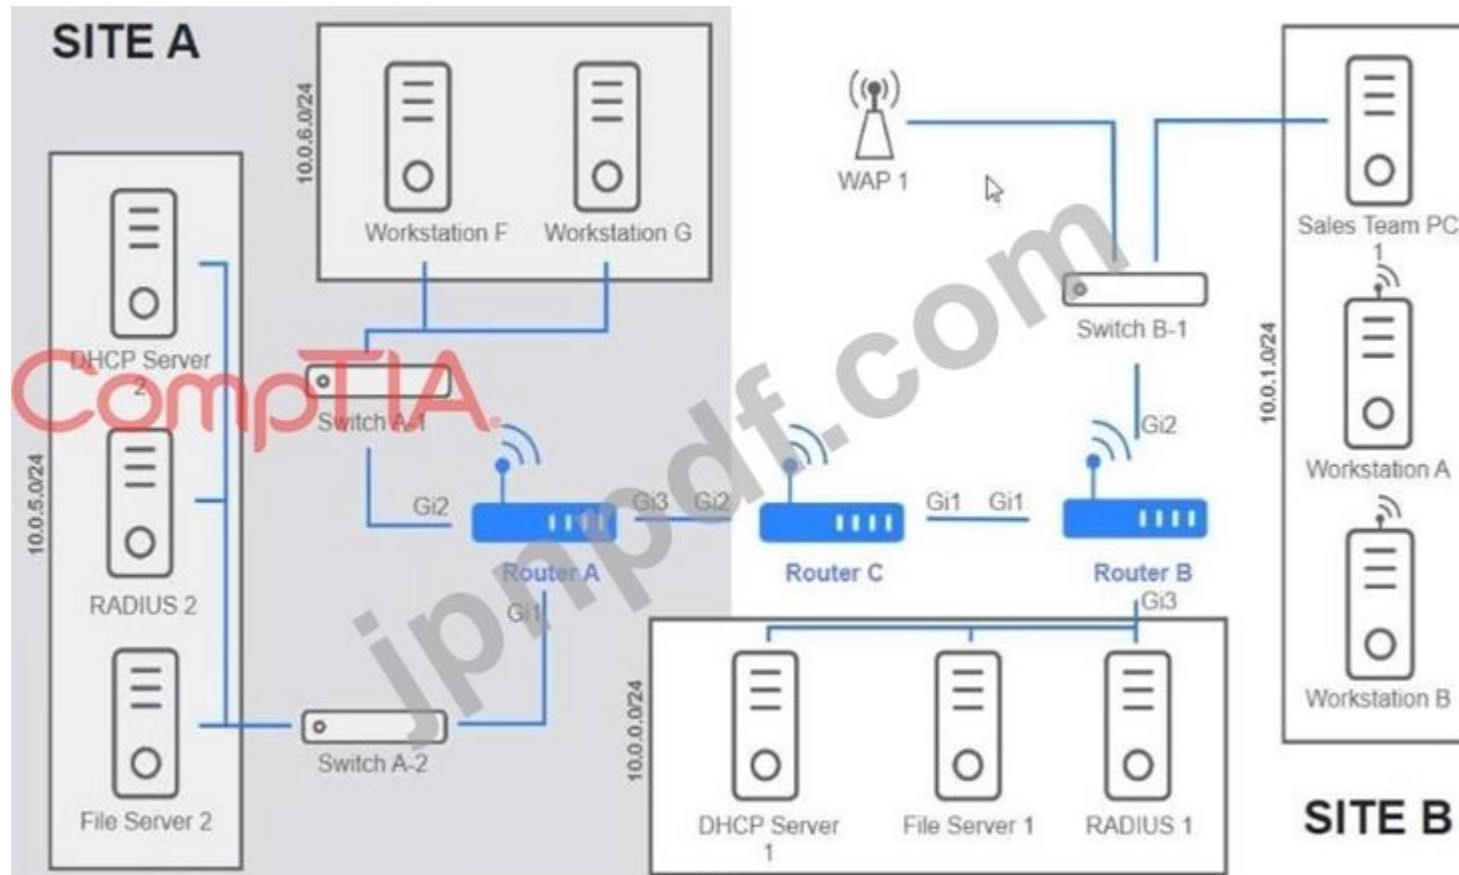 SITE A
10.0.6.0/24
Workstation F
Workstation G
WAP 1
Sales Team PC
1
DHCP Server
2
CompTIA.
Switch A-1
Switch B-1
10.0.1.0/24
Workstation A
10.0.5.0/24
RADIUS 2
Gi2
Gi3
Gi2
Gi1
Gi1
Gi2
Router A
Router C
Router B
Gi1
Gi3
jpnpdf.com
Workstation B
Switch A-2
File Server 2
10.0.0.0/24
DHCP Server
1
File Server 1
RADIUS 1
SITE B